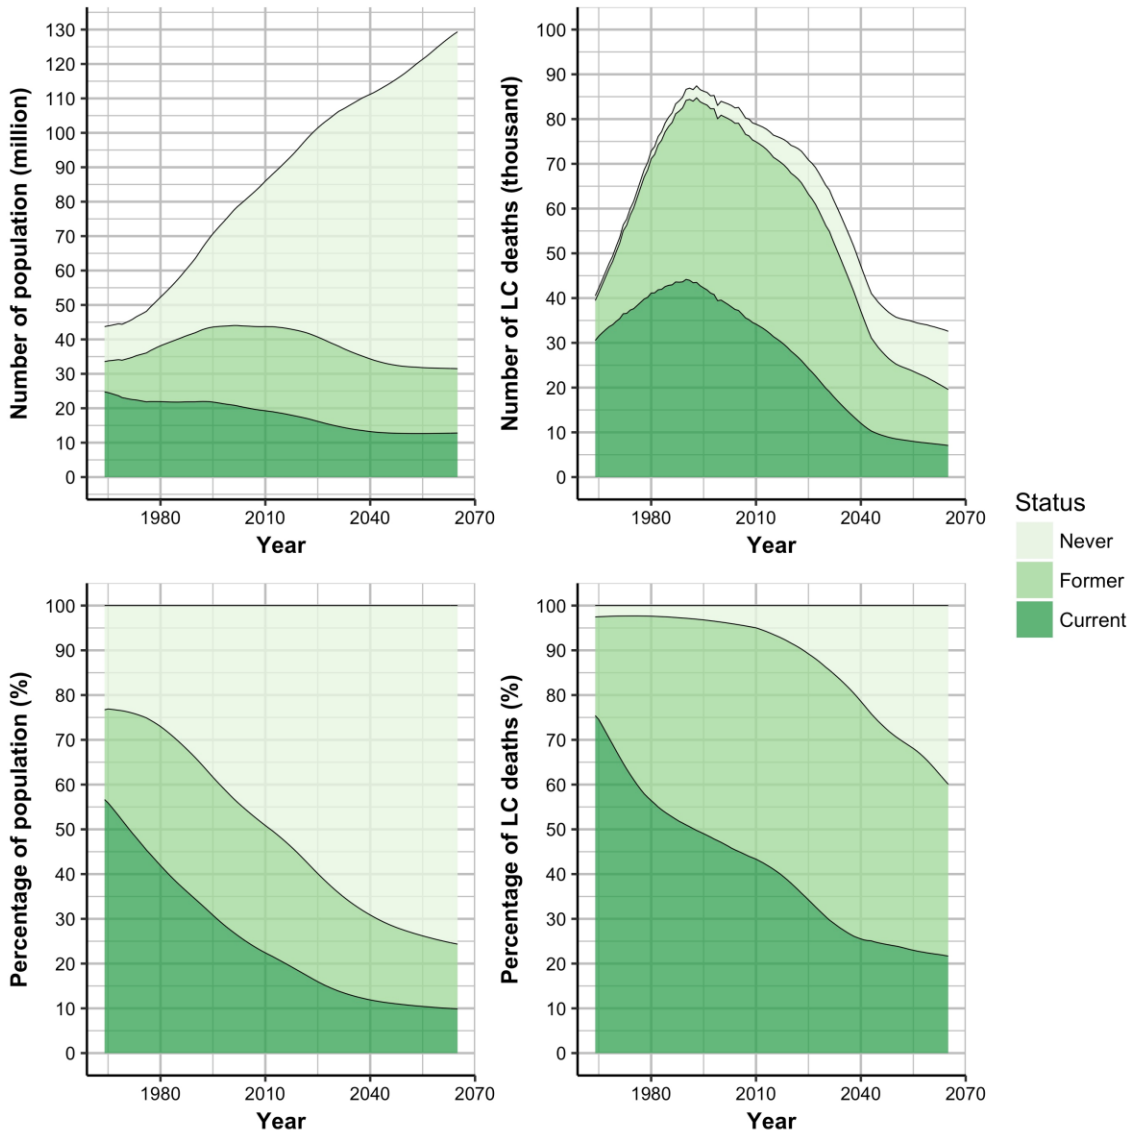 Number of population (million)
130
120
110
100
90
80
70
60
50
40
30
20
10
0
1980 2010 2040 2070
Year
Number of LC deaths (thousand)
100
90
80
70
60
50
40
30
20
10
0
1980 2010 2040 2070
Year
Status
Never
Former
Current
Percentage of population (%)
100
90
80
70
60
50
40
30
20
10
0
1980 2010 2040 2070
Year
Percentage of LC deaths (%)
100
90
80
70
60
50
40
30
20
10
0
1980 2010 2040 2070
Year